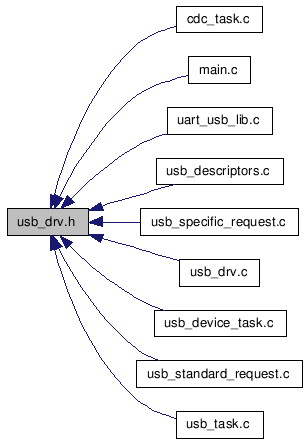 cdc_task.c
main.c
uart_usb_lib.c
usb_descriptors.c
usb_drv.h
usb_specific_request.c
usb_drv.c
usb_device_task.c
usb_standard_request.c
usb_task.c